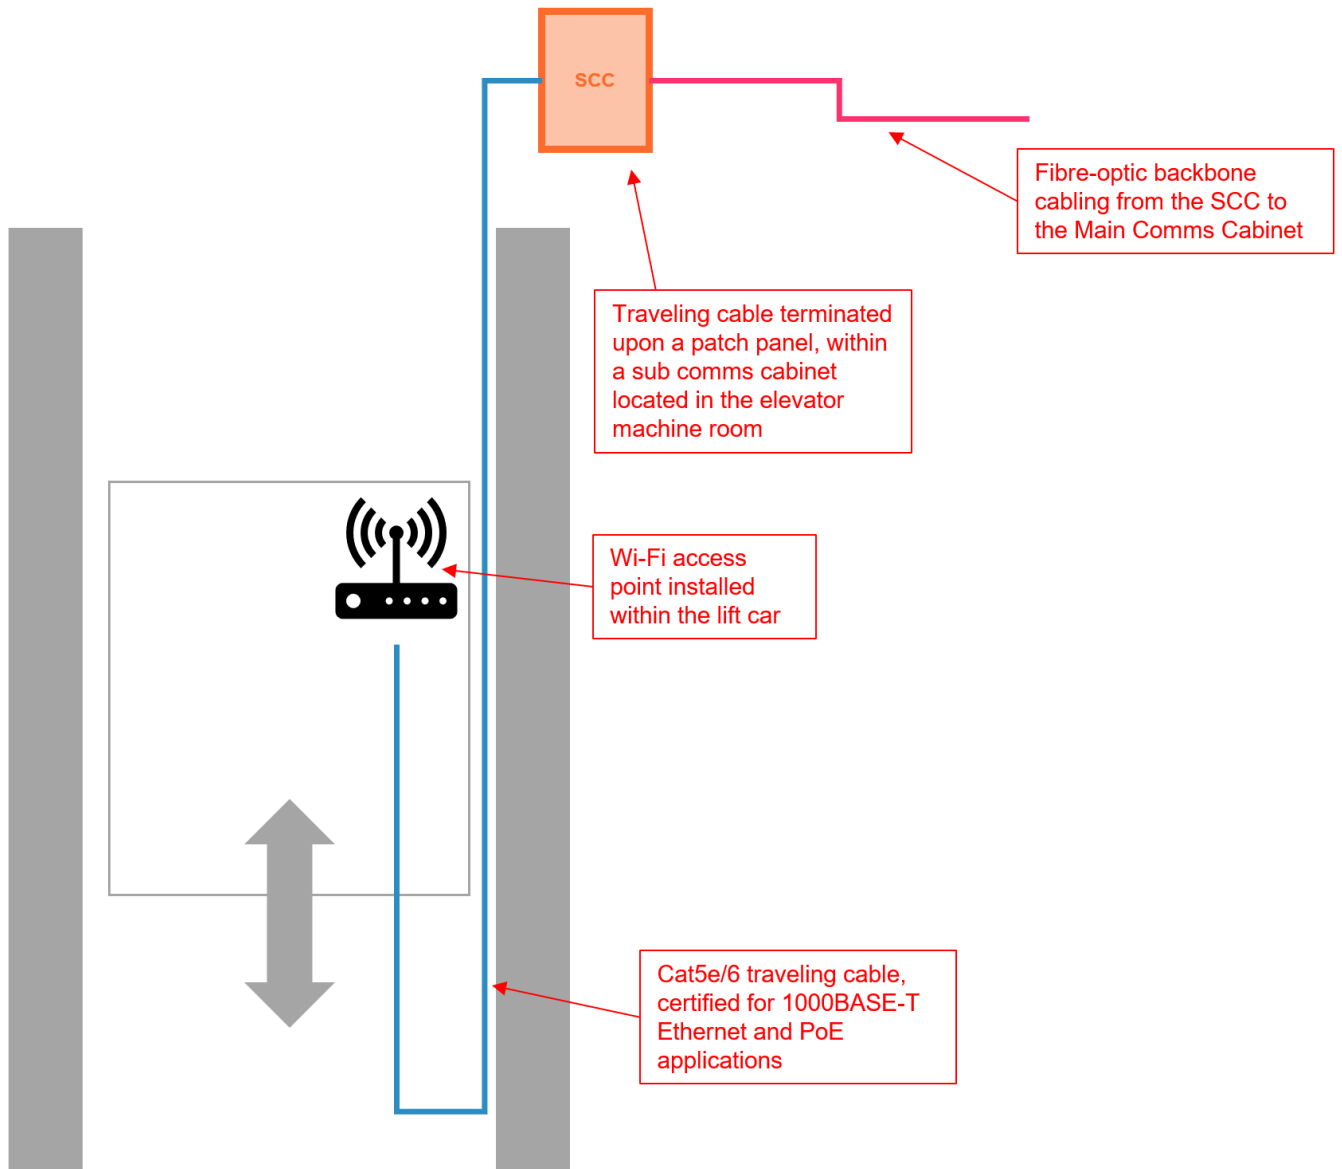 SCC
Fibre-optic backbone
cabling from the SCC to
the Main Comms Cabinet
Traveling cable terminated
upon a patch panel, within
a sub comms cabinet
located in the elevator
machine room
Wi-Fi access
point installed
within the lift car
Cat5e/6 traveling cable,
certified for 1000BASE-T
Ethernet and PoE
applications